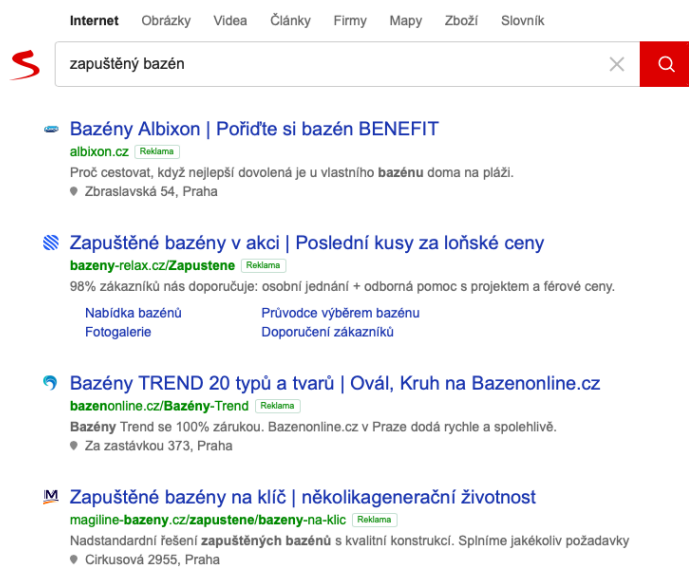 Internet Obrázky Videa Články Firmy Mapy Zboží Slovník
zapuštěný bazén
Bazény Albixon | Pořiďte si bazén BENEFIT
albixon.cz Reklama
Proč cestovat, když nejlepší dovolená je u vlastního bazénu doma na pláži.
Zbraslavská 54, Praha
Zapuštěné bazény v akci | Poslední kusy za loňské ceny
bazeny-relax.cz/Zapustene Reklama
98% zákazníků nás doporučuje: osobní jednání + odborná pomoc s projektem a férové ceny.
Nabídka bazénů Průvodce výběrem bazénu
Fotogalerie Doporučení zákazníků
Bazény TREND 20 typů a tvarů | Ovál, Kruh na Bazenonline.cz
bazenonline.cz/Bazény-Trend Reklama
Bazény Trend se 100% zárukou. Bazenonline.cz v Praze dodá rychle a spolehlivě.
Za zastávkou 373, Praha
Zapuštěné bazény na klíč | několikagenerační životnost
magiline-bazeny.cz/zapustene/bazeny-na-klic Reklama
Nadstandardní řešení zapuštěných bazénů s kvalitní konstrukcí. Splníme jakékoliv požadavky
Cirkusová 2955, Praha